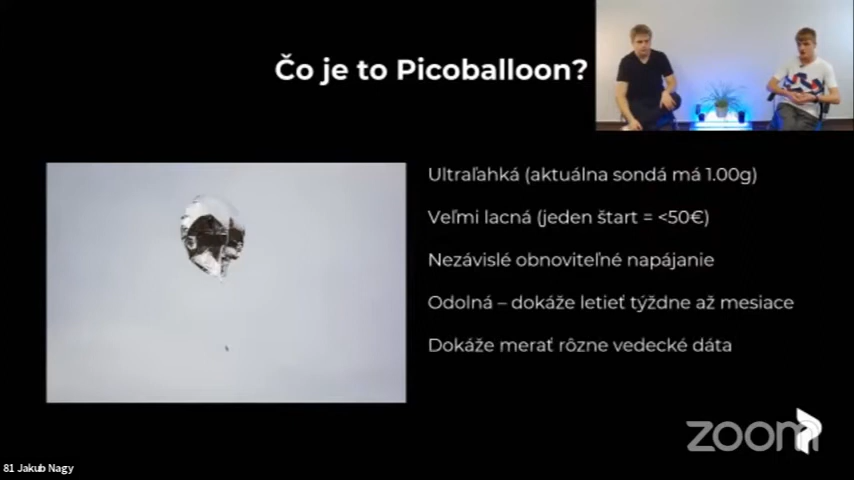 Čo je to Picoballoon?
Ultraľahká (aktuálna sondá má 1.00g)
Veľmi lacná (jeden štart = <50€)
Nezávislé obnoviteľné napájanie
Odolná – dokáže letieť týždne až mesiace
Dokáže merať rôzne vedecké dáta
zoom
81 Jakub Nagy